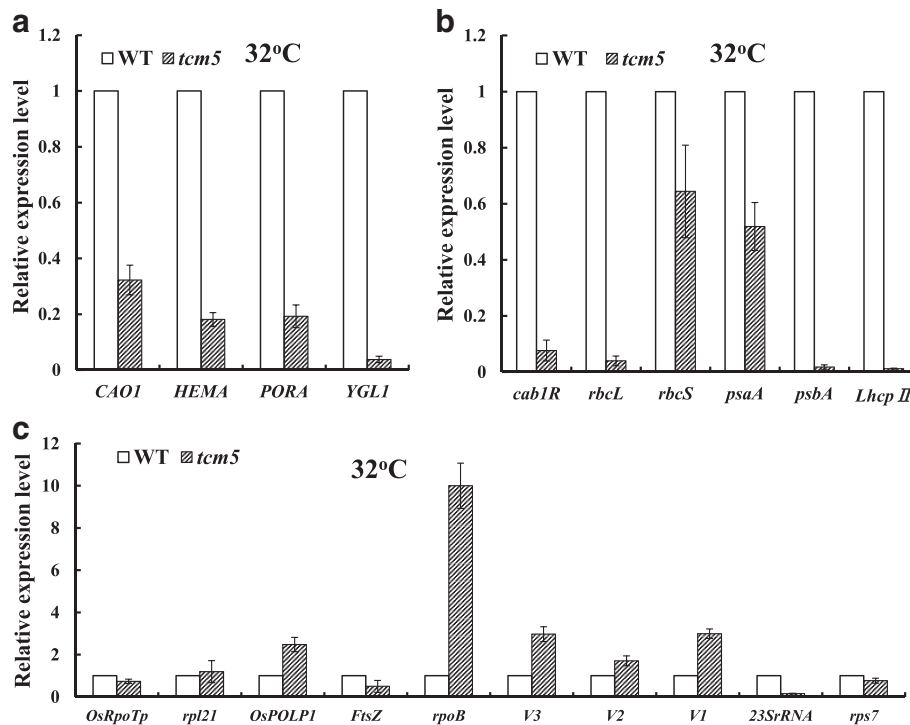 a
1.2
WT tcm5 32°C
1
0.8
0.6
0.4
0.2
0
Relative expression level
CAO1 HEMA PORA YGL1
b
1.2
WT tcm5 32°C
1
0.8
0.6
0.4
0.2
0
Relative expression level
cab1R rbcL rbcS psaA psbA Lhcp II
c
12
WT tcm5 32°C
10
8
6
4
2
0
Relative expression level
OsRpoTp rpl21 OsPOLP1 FtsZ rpoB V3 V2 V1 23SrRNA rps7